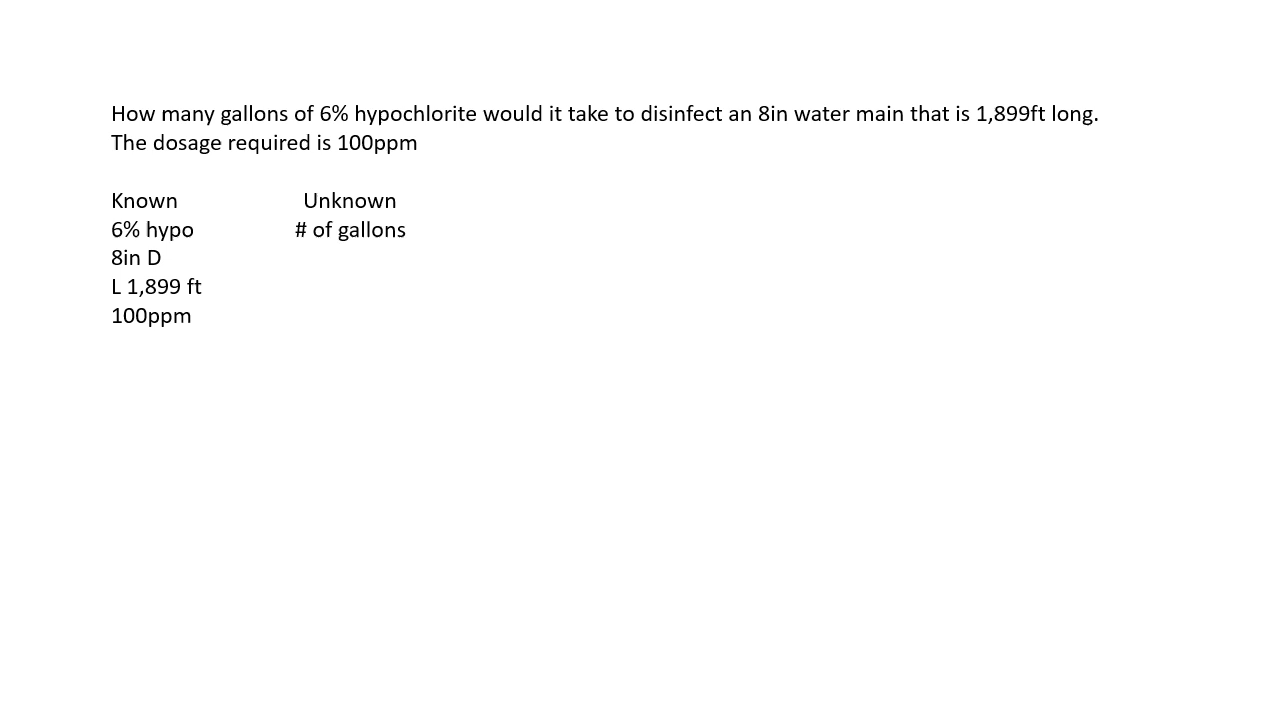 How many gallons of 6% hypochlorite would it take to disinfect an 8in water main that is 1,899ft long.
The dosage required is 100ppm
Known Unknown
6% hypo # of gallons
8in D
L 1,899 ft
100ppm